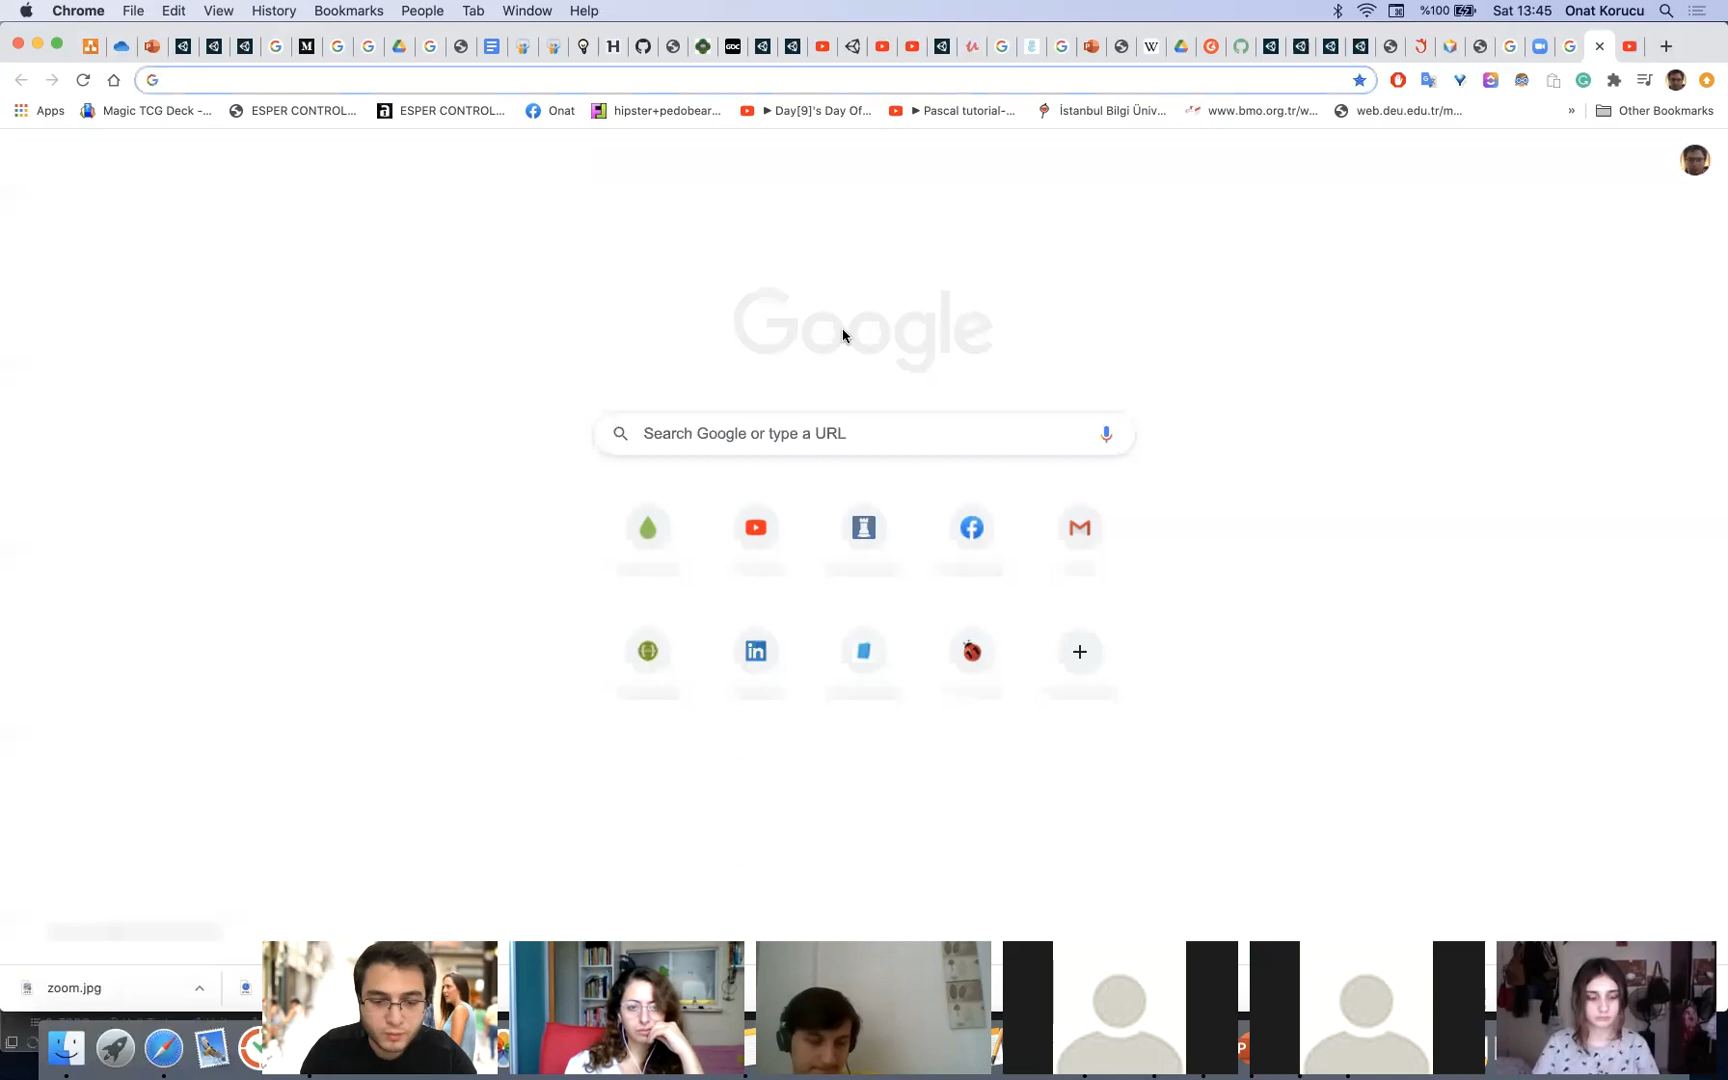 Chrome File Edit View History Bookmarks People Tab Window Help %100 Sat 13:45 Onat Korucu
Apps Magic TCG Deck -... ESPER CONTROL... ESPER CONTROL... Onat hipster+pedobear... ►Day[9]'s Day Of... ►Pascal tutorial-... İstanbul Bilgi Üniv... www.bmo.org.tr/w... web.deu.edu.tr/m... » Other Bookmarks
Google
Search Google or type a URL
zoom.jpg